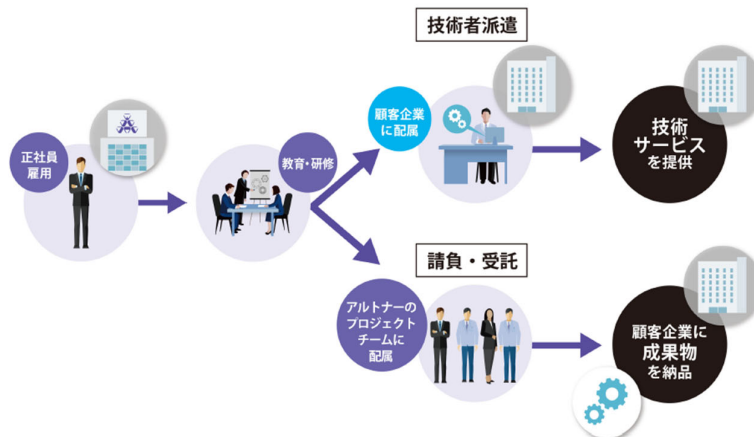 技術者派遣
正社員
雇用
教育・研修
顧客企業
に配属
技術
サービス
を提供
請負・受託
アルトナーの
プロジェクト
チームに
配属
顧客企業に
成果物
を納品